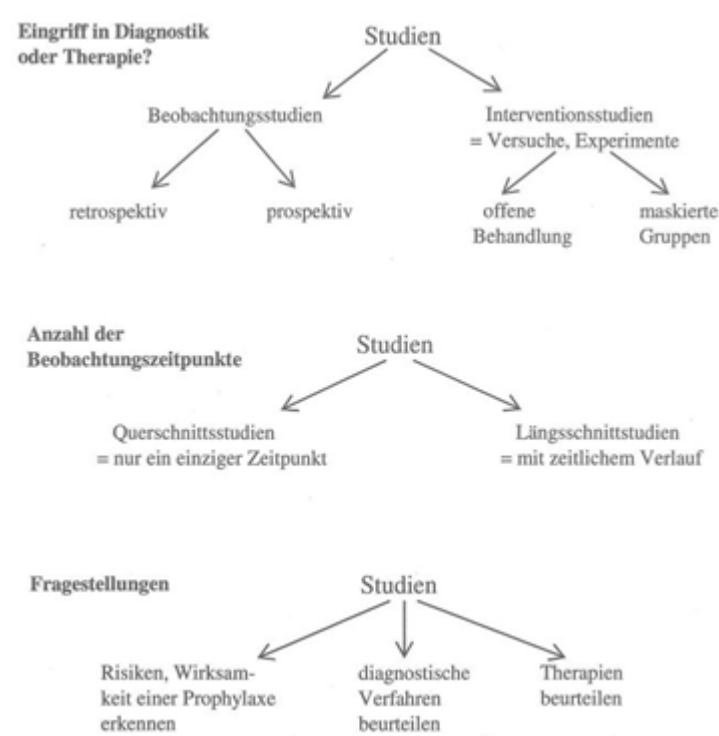 Eingriff in Diagnostik
oder Therapie?
Studien
Beobachtungsstudien
Interventionsstudien
= Versuche, Experimente
retrospektiv
prospektiv
offene
Behandlung
maskierte
Gruppen
Anzahl der
Beobachtungszeitpunkte
Studien
Querschnittsstudien
= nur ein einziger Zeitpunkt
Längsschnittstudien
= mit zeitlichem Verlauf
Fragestellungen
Studien
Risiken, Wirksam-
keit einer Prophylaxe
erkennen
diagnostische
Verfahren
beurteilen
Therapien
beurteilen